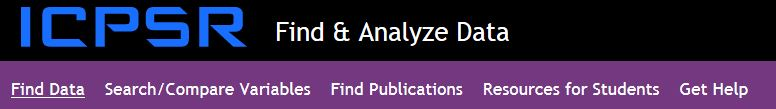 ICPSR Find & Analyze Data
Find Data Search/Compare Variables Find Publications Resources for Students Get Help